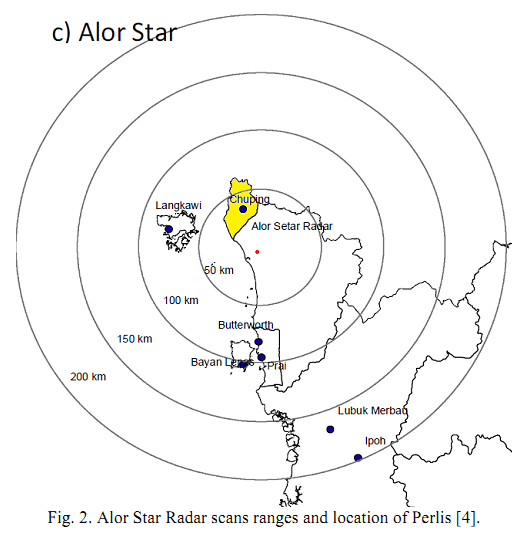 c) Alor Star
Chuping
Langkawi
Alor Setar Radar
50 km
100 km
Butterworth
150 km
Bayan Lepas
Prai
200 km
Lubuk Merbau
Ipoh
Fig. 2. Alor Star Radar scans ranges and location of Perlis [4].